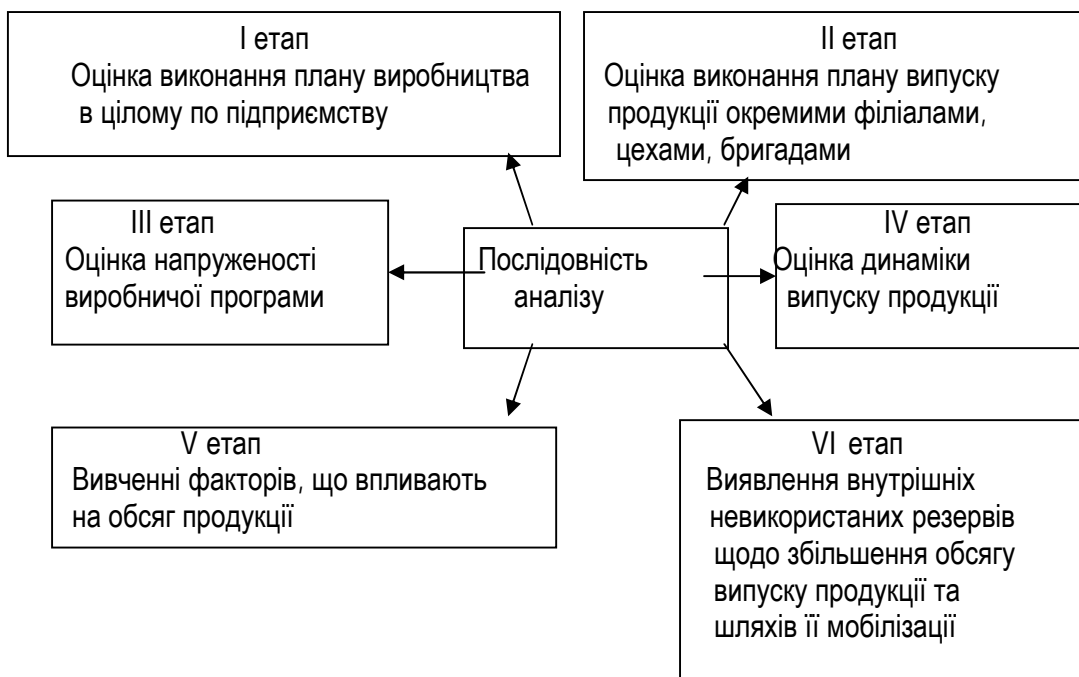 I етап
Оцінка виконання плану виробництва
в цілому по підприємству
II етап
Оцінка виконання плану випуску
продукції окремими філіалами,
цехами, бригадами
III етап
Оцінка напруженості
виробничої програми
Послідовність
аналізу
IV етап
Оцінка динаміки
випуску продукції
V етап
Вивченні факторів, що впливають
на обсяг продукції
VI етап
Виявлення внутрішніх
невикористаних резервів
щодо збільшення обсягу
випуску продукції та
шляхів її мобілізації